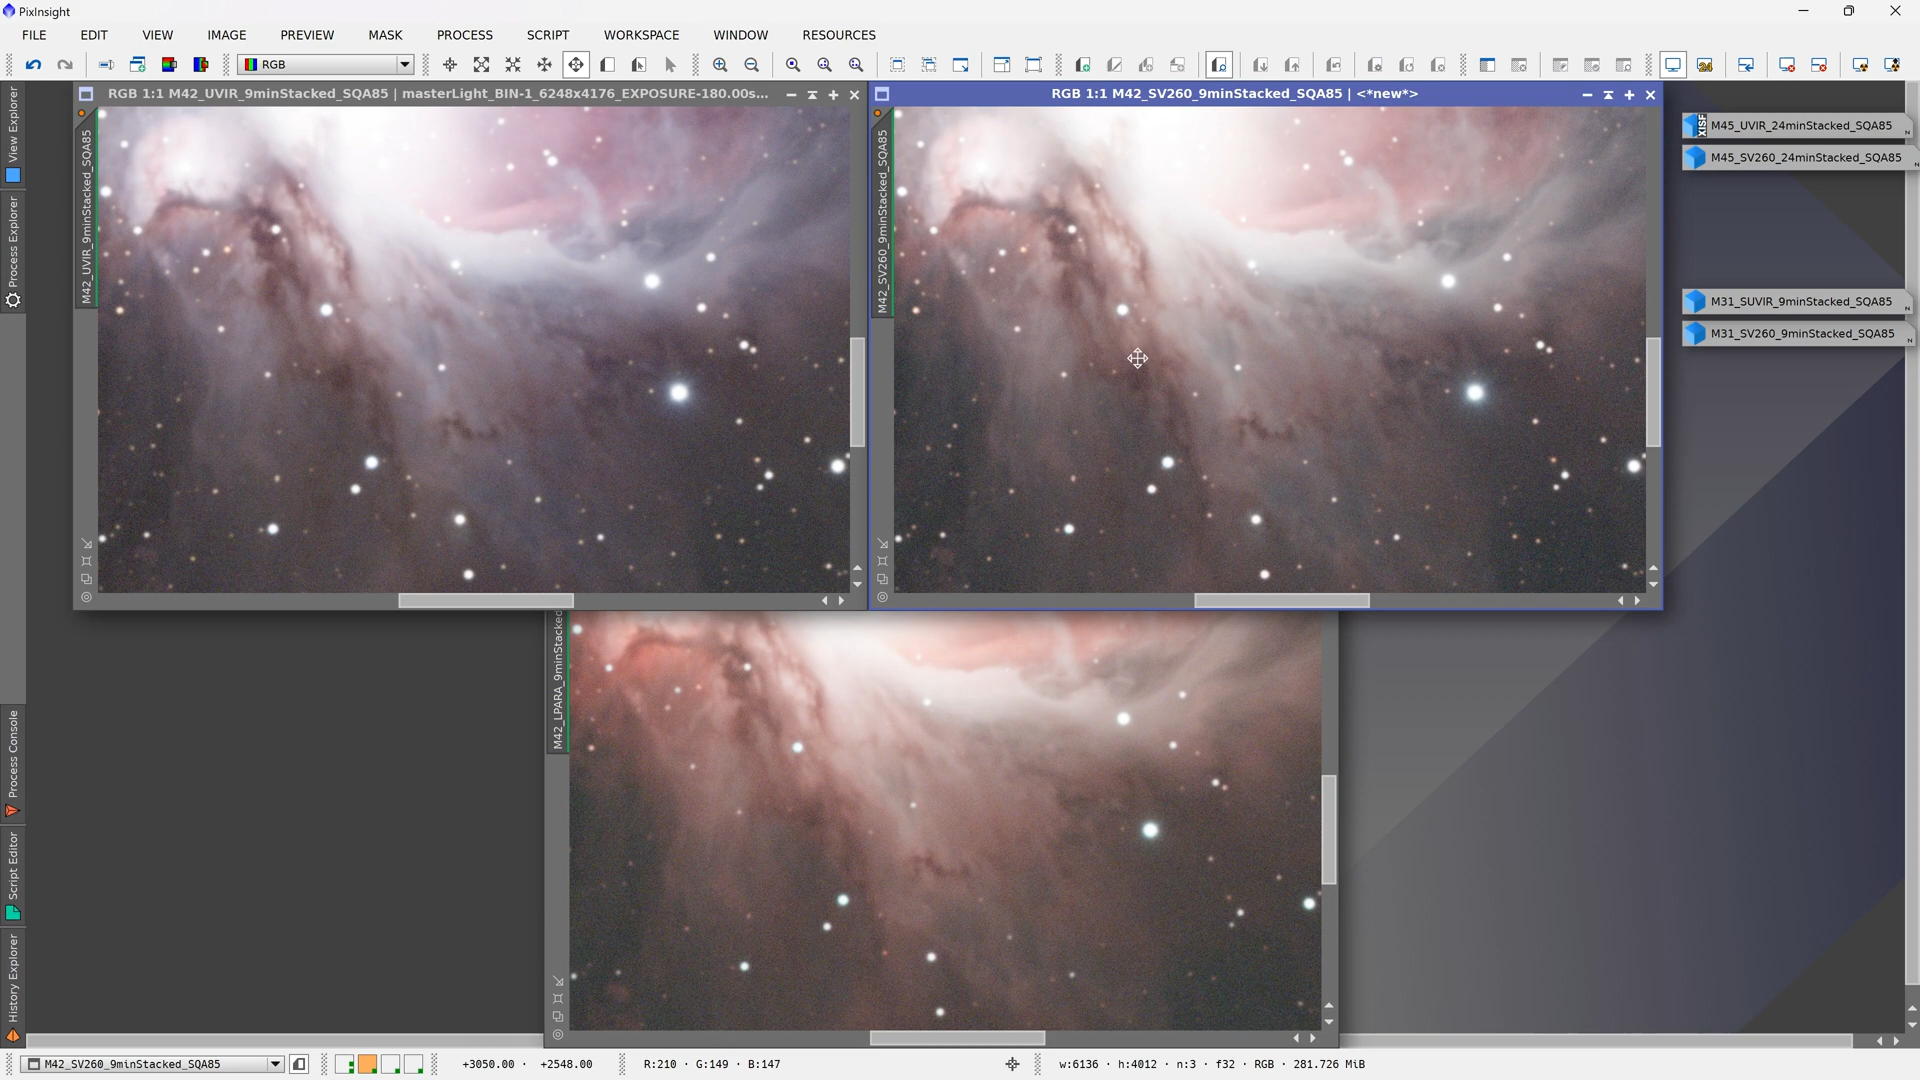 PixInsight
FILE EDIT VIEW IMAGE PREVIEW MASK PROCESS SCRIPT WORKSPACE WINDOW RESOURCES
RGB
RGB 1:1 M42_UVIR_9minStacked_SQA85 | masterLight_BIN-1_6248x4176_EXPOSURE-180.00s...
RGB 1:1 M42_SV260_9minStacked_SQA85 | <*new*>
View Explorer
Process Explorer
Process Console
Script Editor
History Explorer
M42_UVIR_9minStacked_SQA85
M42_SV260_9minStacked_SQA85
M42_LPARA_9minStacked
XISF
M45_UVIR_24minStacked_SQA85
N
M45_SV260_24minStacked_SQA85
N
M31_SUVIR_9minStacked_SQA85
N
M31_SV260_9minStacked_SQA85
N
M42_SV260_9minStacked_SQA85
+3050.00 · +2548.00
R:210 · G:149 · B:147
w:6136 · h:4012 · n:3 · f32 · RGB · 281.726 MiB